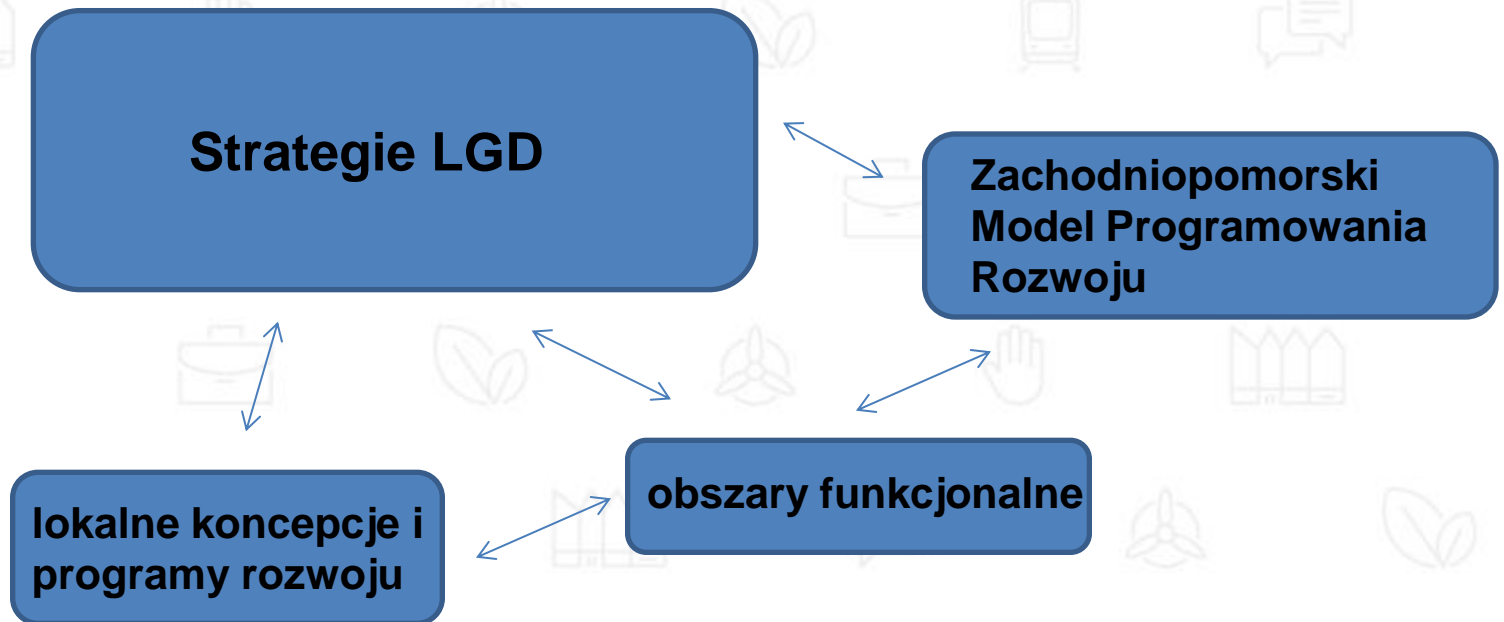 Strategie LGD
Zachodniopomorski
Model Programowania
Rozwoju
obszary funkcjonalne
lokalne koncepcje i
programy rozwoju